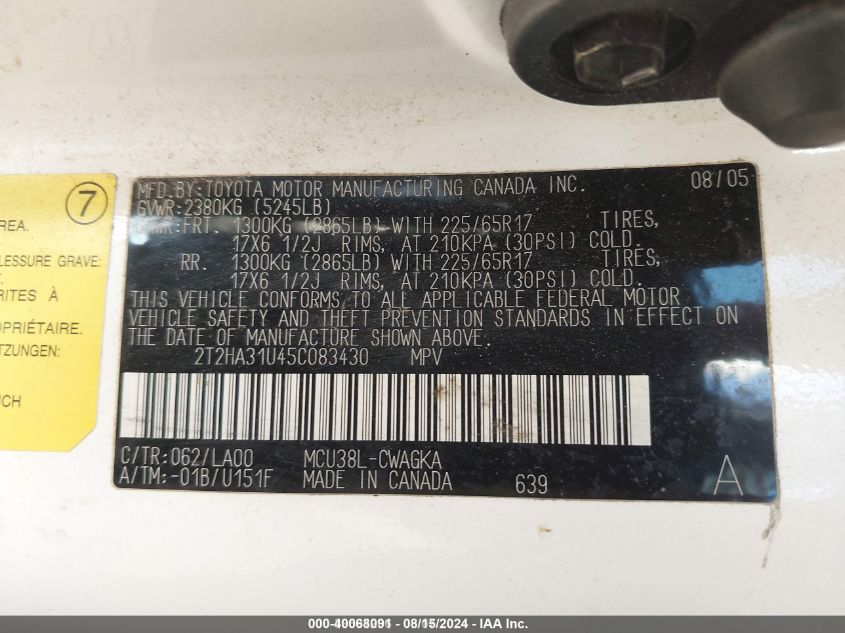 7
REA.
LESSURE GRAVE:
RITES À
OPRIÉTAIRE.
TZUNGEN
UCH
MFD.BY:TOYOTA MOTOR MANUFACTURING CANADA INC. 08/05
GVWR:2380KG (5245LB)
FRT. 1300KG (2865LB) WITH 225/65R17 TIRES,
17X6 1/2J RIMS, AT 210KPA (30PSI) COLD.
RR. 1300KG (2865LB) WITH 225/65R17 TIRES,
17X6 1/2J RIMS, AT 210KPA (30PSI) COLD.
THIS VEHICLE CONFORMS TO ALL APPLICABLE FEDERAL MOTOR
VEHICLE SAFETY AND THEFT PREVENTION STANDARDS IN EFFECT ON
THE DATE OF MANUFACTURE SHOWN ABOVE.
2T2HA31U45C083430 MPV
C/TR:062/LA00 MCU38L-CWAGKA
A/TM:-01B/U151F MADE IN CANADA 639 A
000-40068091 - 08/15/2024 - IAA Inc.